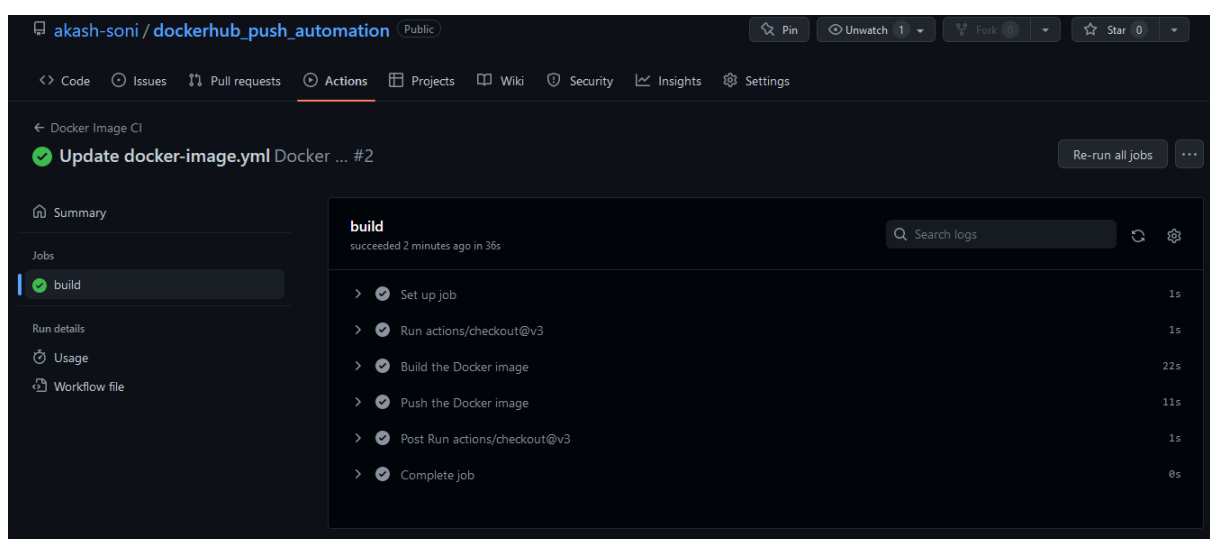 akash-soni / dockerhub_push_automation Public Pin Unwatch 1 Fork 0 Star 0
Code Issues Pull requests Actions Projects Wiki Security Insights Settings
← Docker Image CI
Update docker-image.yml Docker ... #2 Re-run all jobs ...
Summary
Jobs
build
Run details
Usage
Workflow file
build
succeeded 2 minutes ago in 36s
Search logs
Set up job 1s
Run actions/checkout@v3 1s
Build the Docker image 22s
Push the Docker image 11s
Post Run actions/checkout@v3 1s
Complete job 0s